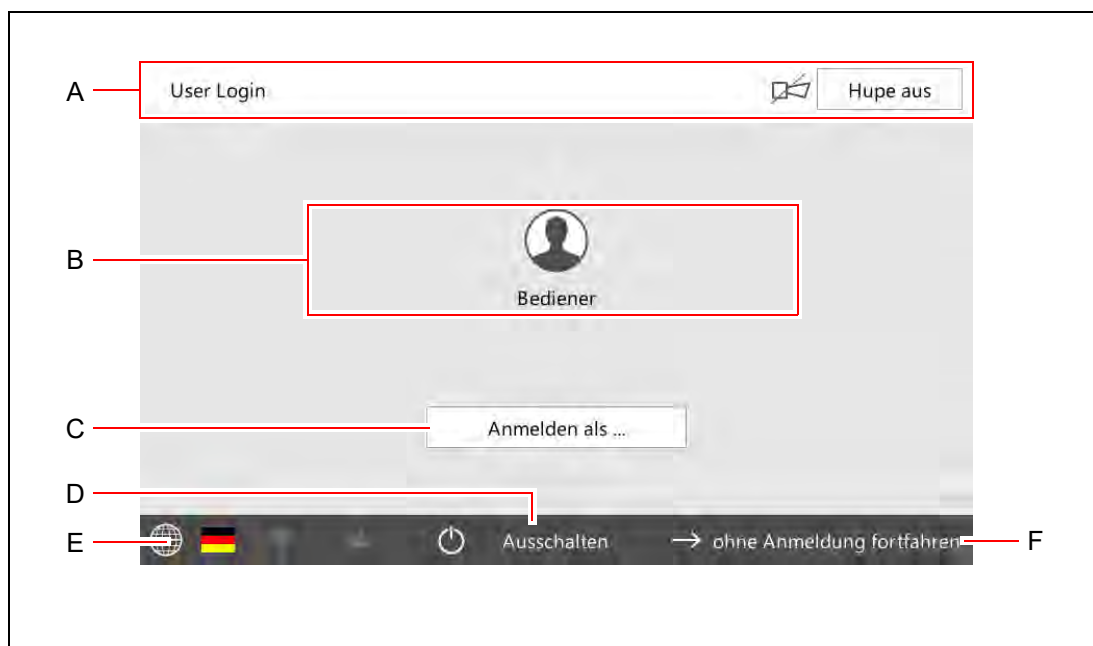 A
User Login
Hupe aus
B
Bediener
C
Anmelden als ...
D
E
Ausschalten
ohne Anmeldung fortfahren
F